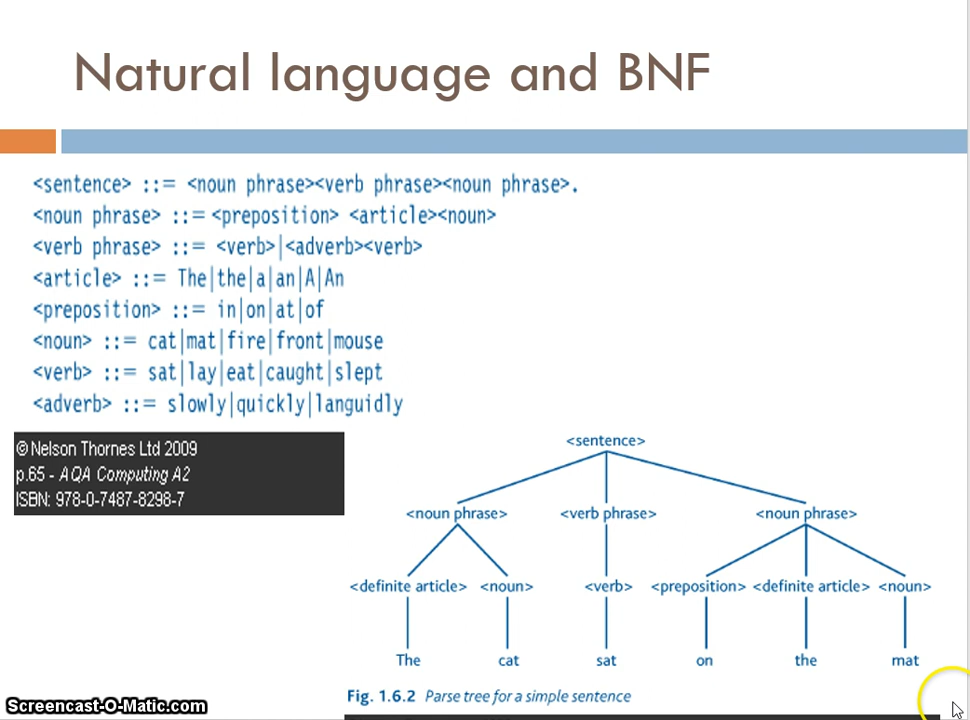 Natural language and BNF
<sentence> ::= <noun phrase><verb phrase><noun phrase>.
<noun phrase> ::= <preposition> <article><noun>
<verb phrase> ::= <verb>|<adverb><verb>
<article> ::= The|the|a|an|A|An
<preposition> ::= in|on|at|of
<noun> ::= cat|mat|fire|front|mouse
<verb> ::= sat|lay|eat|caught|slept
<adverb> ::= slowly|quickly|languidly
© Nelson Thornes Ltd 2009
p.65 - AQA Computing A2
ISBN: 978-0-7487-8298-7
<sentence>
<noun phrase> <verb phrase> <noun phrase>
<definite article> <noun> <verb> <preposition> <definite article> <noun>
The cat sat on the mat
Fig. 1.6.2 Parse tree for a simple sentence
Screencast-O-Matic.com